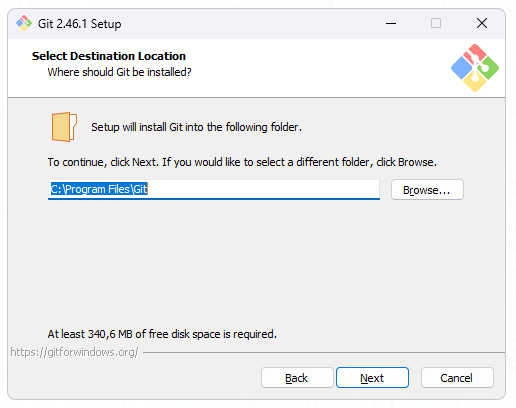 Git 2.46.1 Setup
Select Destination Location
Where should Git be installed?
Setup will install Git into the following folder.
To continue, click Next. If you would like to select a different folder, click Browse.
C:\Program Files\Git
Browse...
At least 340,6 MB of free disk space is required.
https://gitforwindows.org/
Back
Next
Cancel